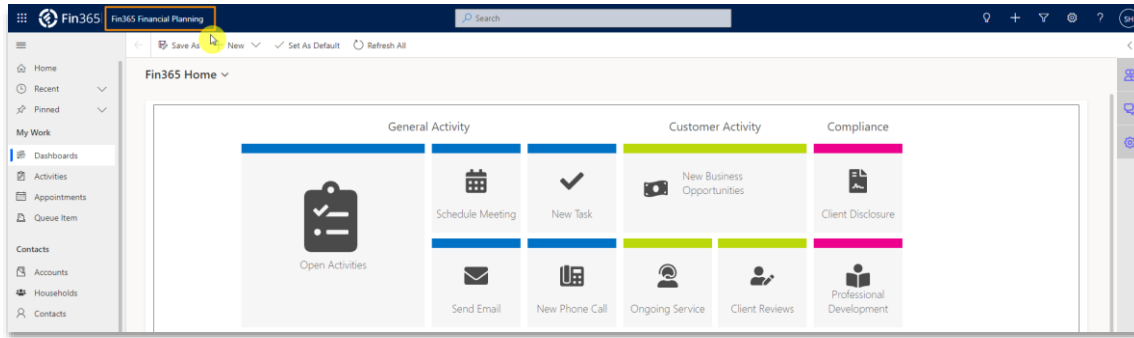 Fin365
Fin365 Financial Planning
Search
?
SH
Save As
New
Set As Default
Refresh All
Home
Recent
Pinned
My Work
Dashboards
Activities
Appointments
Queue Item
Contacts
Accounts
Households
Contacts
Fin365 Home
General Activity
Customer Activity
Compliance
Open Activities
Schedule Meeting
New Task
New Business
Opportunities
Client Disclosure
Send Email
New Phone Call
Ongoing Service
Client Reviews
Professional
Development